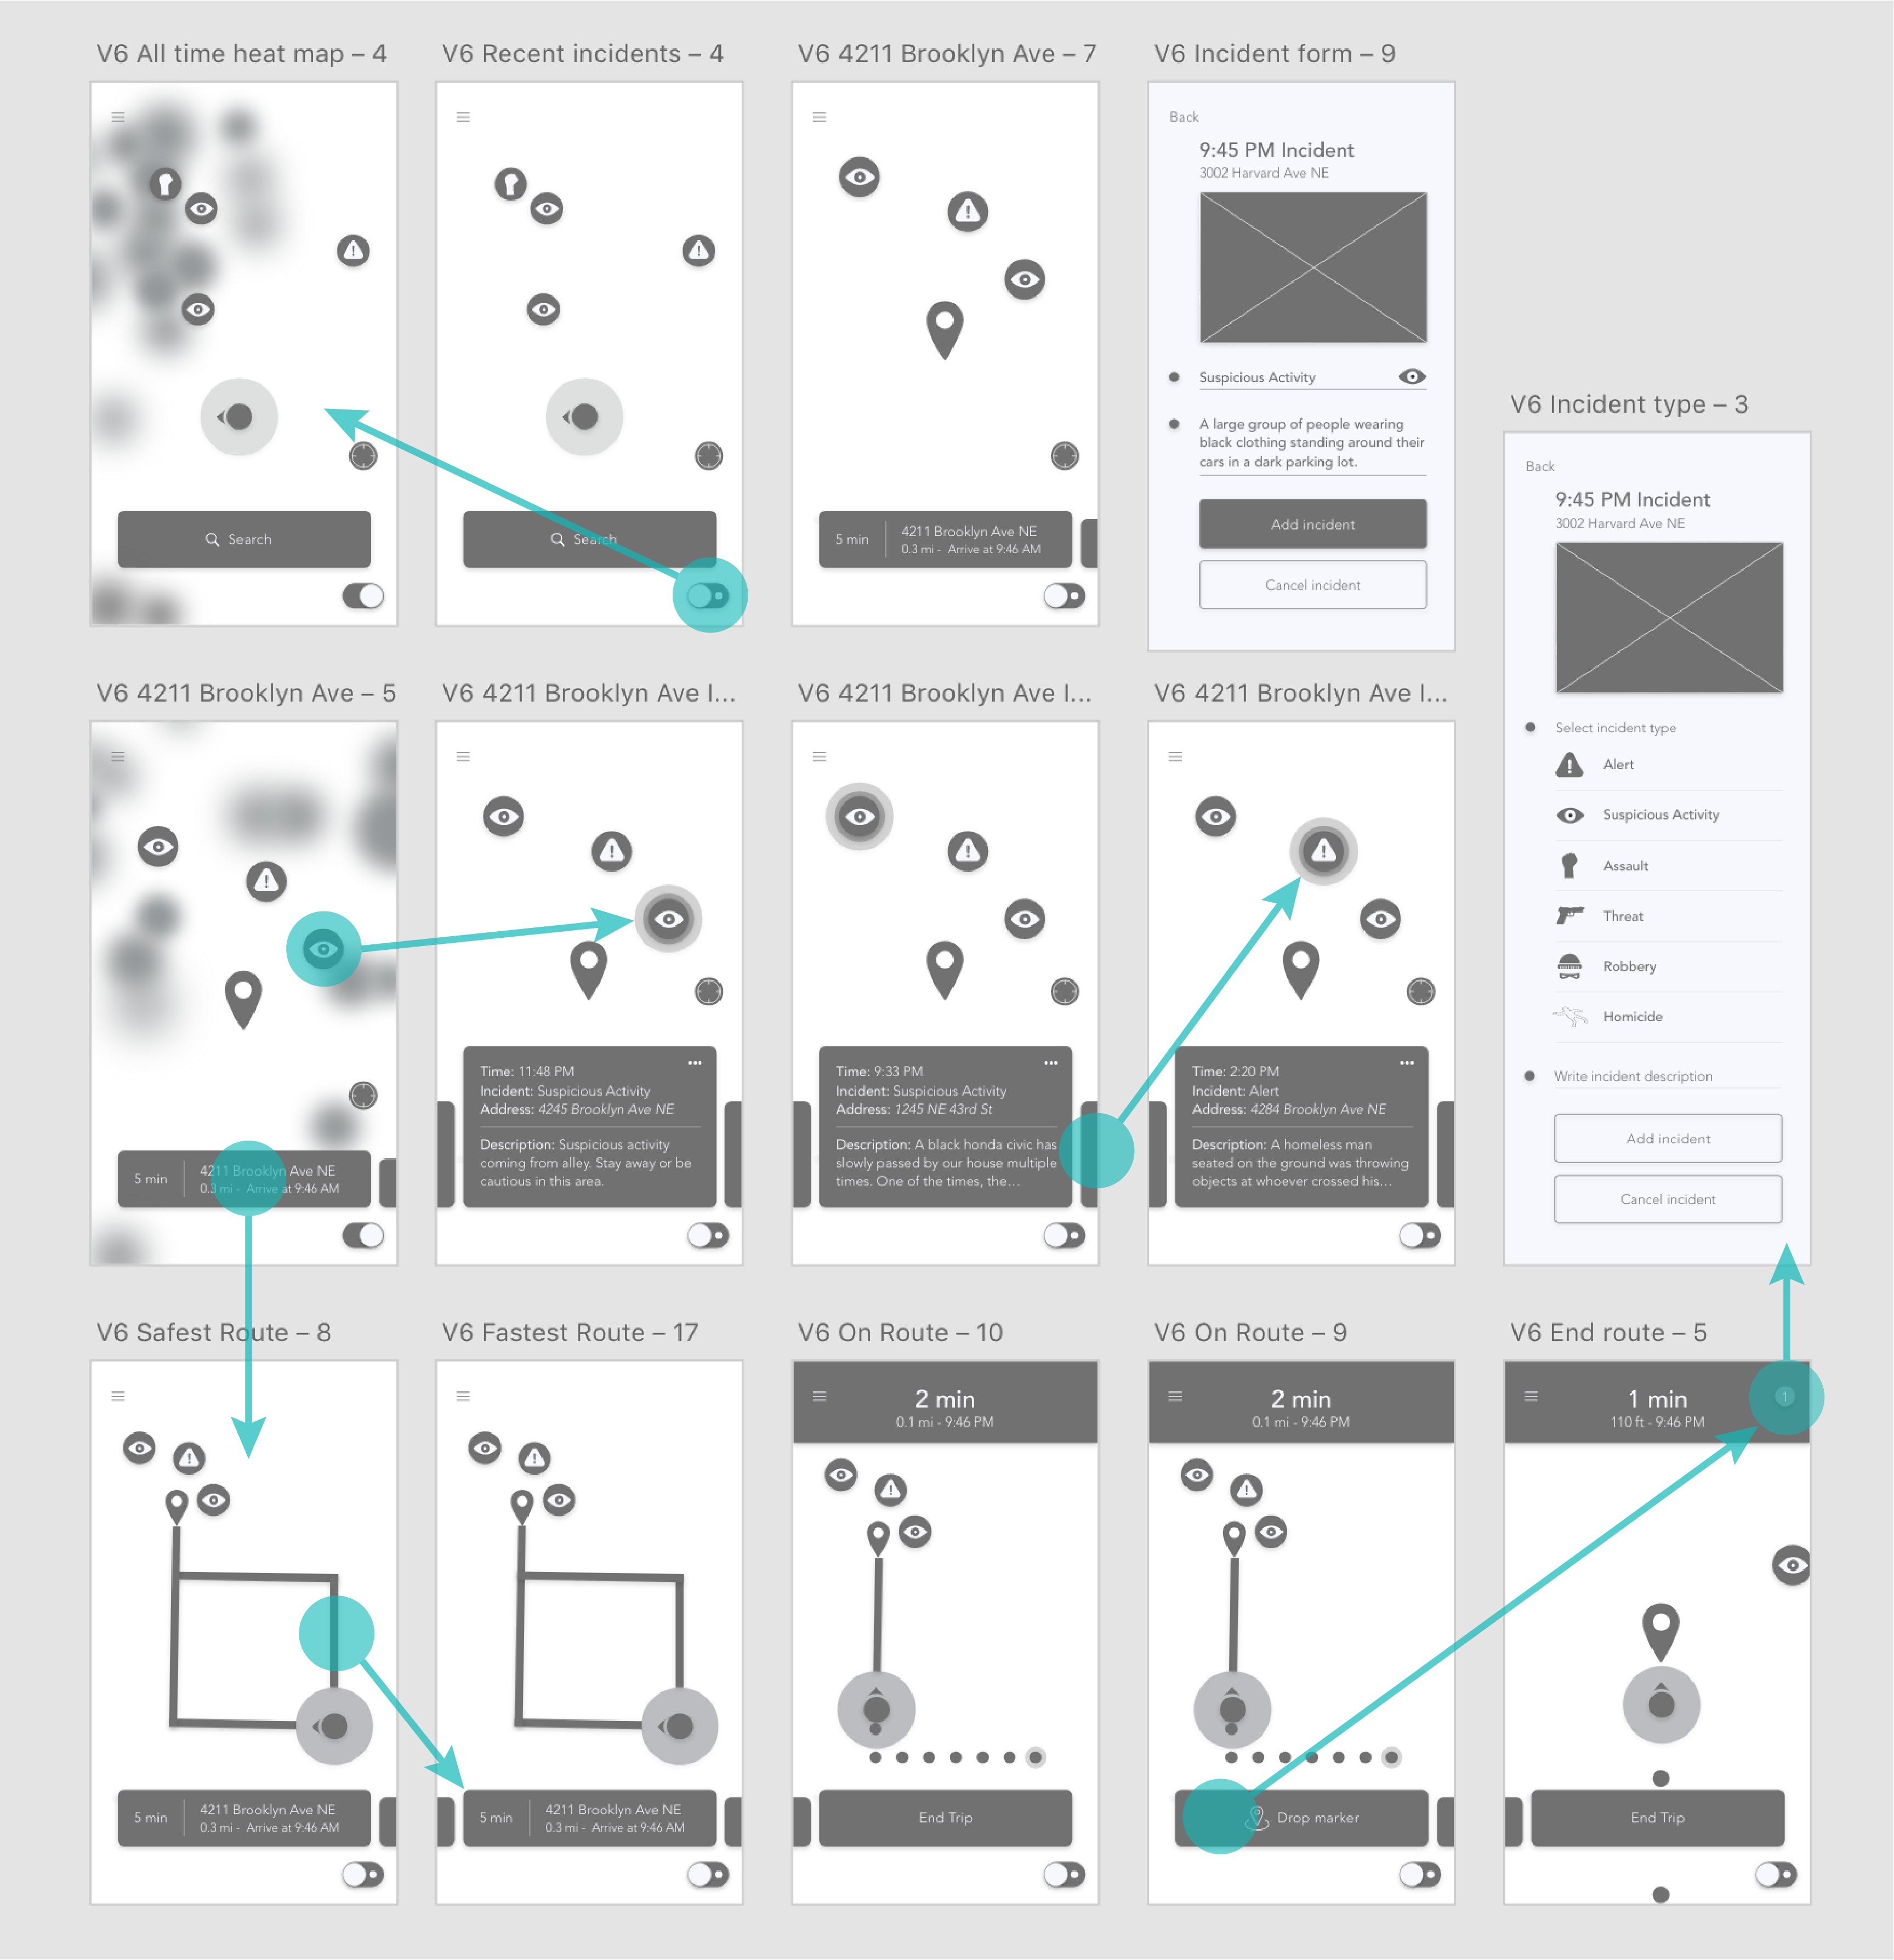 V6 All time heat map – 4
Search
V6 Recent incidents – 4
Search
V6 4211 Brooklyn Ave – 7
5 min
4211 Brooklyn Ave NE
0.3 mi - Arrive at 9:46 AM
V6 Incident form – 9
Back
9:45 PM Incident
3002 Harvard Ave NE
Suspicious Activity
A large group of people wearing
black clothing standing around their
cars in a dark parking lot.
Add incident
Cancel incident
V6 Incident type – 3
Back
9:45 PM Incident
3002 Harvard Ave NE
Select incident type
Alert
Suspicious Activity
Assault
Threat
Robbery
Homicide
Write incident description
Add incident
Cancel incident
V6 4211 Brooklyn Ave – 5
5 min
4211 Brooklyn Ave NE
0.3 mi - Arrive at 9:46 AM
V6 4211 Brooklyn Ave I...
Time: 11:48 PM
Incident: Suspicious Activity
Address: 4245 Brooklyn Ave NE
Description: Suspicious activity
coming from alley. Stay away or be
cautious in this area.
V6 4211 Brooklyn Ave I...
Time: 9:33 PM
Incident: Suspicious Activity
Address: 1245 NE 43rd St
Description: A black honda civic has
slowly passed by our house multiple
times. One of the times, the...
V6 4211 Brooklyn Ave I...
Time: 2:20 PM
Incident: Alert
Address: 4284 Brooklyn Ave NE
Description: A homeless man
seated on the ground was throwing
objects at whoever crossed his...
V6 Safest Route – 8
5 min
4211 Brooklyn Ave NE
0.3 mi - Arrive at 9:46 AM
V6 Fastest Route – 17
5 min
4211 Brooklyn Ave NE
0.3 mi - Arrive at 9:46 AM
V6 On Route – 10
2 min
0.1 mi - 9:46 PM
End Trip
V6 On Route – 9
2 min
0.1 mi - 9:46 PM
Drop marker
V6 End route – 5
1 min
110 ft - 9:46 PM
1
End Trip